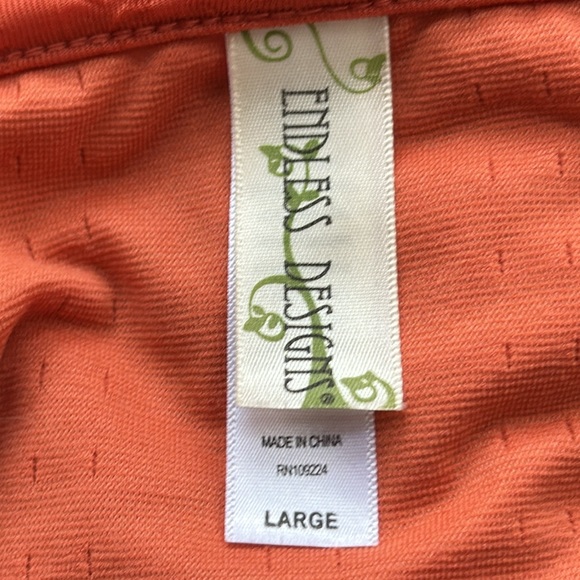 ENDLESS DESIGNS®
MADE IN CHINA
RN109224
LARGE